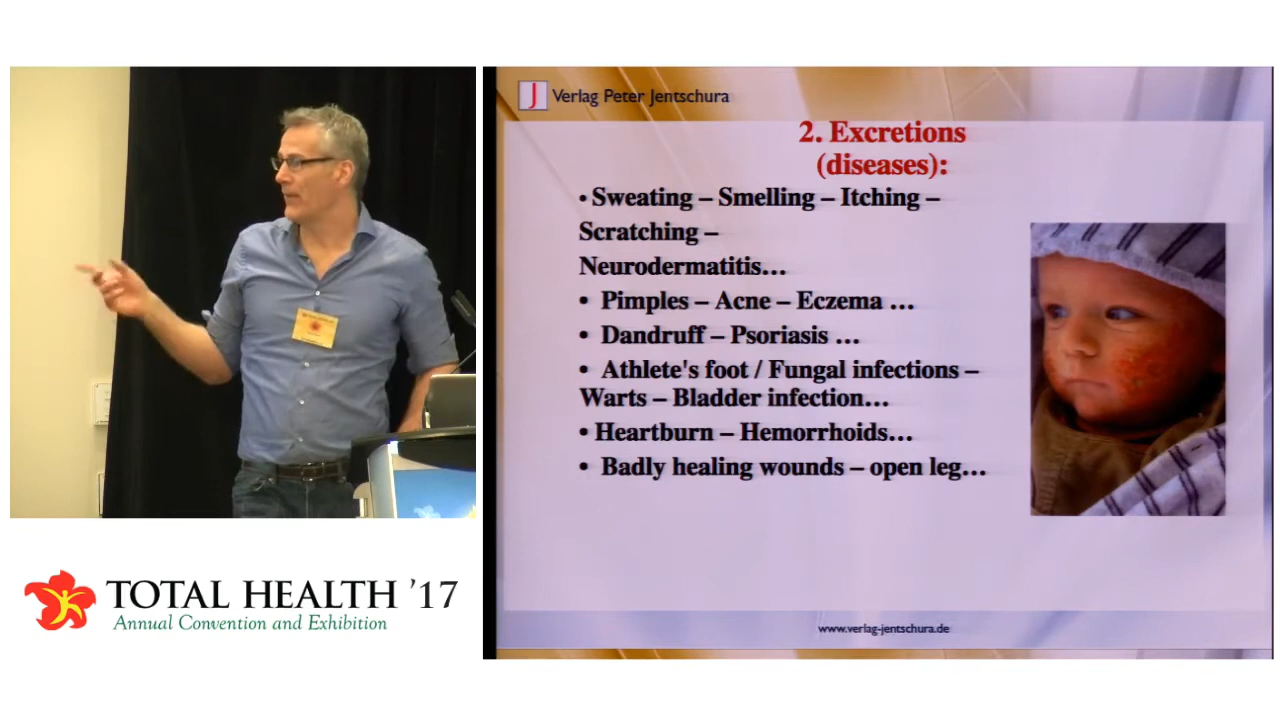 J Verlag Peter Jentschura
2. Excretions
(diseases):
• Sweating – Smelling – Itching –
Scratching –
Neurodermatitis…
• Pimples – Acne – Eczema …
• Dandruff – Psoriasis …
• Athlete's foot / Fungal infections –
Warts – Bladder infection…
• Heartburn – Hemorrhoids…
• Badly healing wounds – open leg…
www.verlag-jentschura.de
TOTAL HEALTH '17
Annual Convention and Exhibition